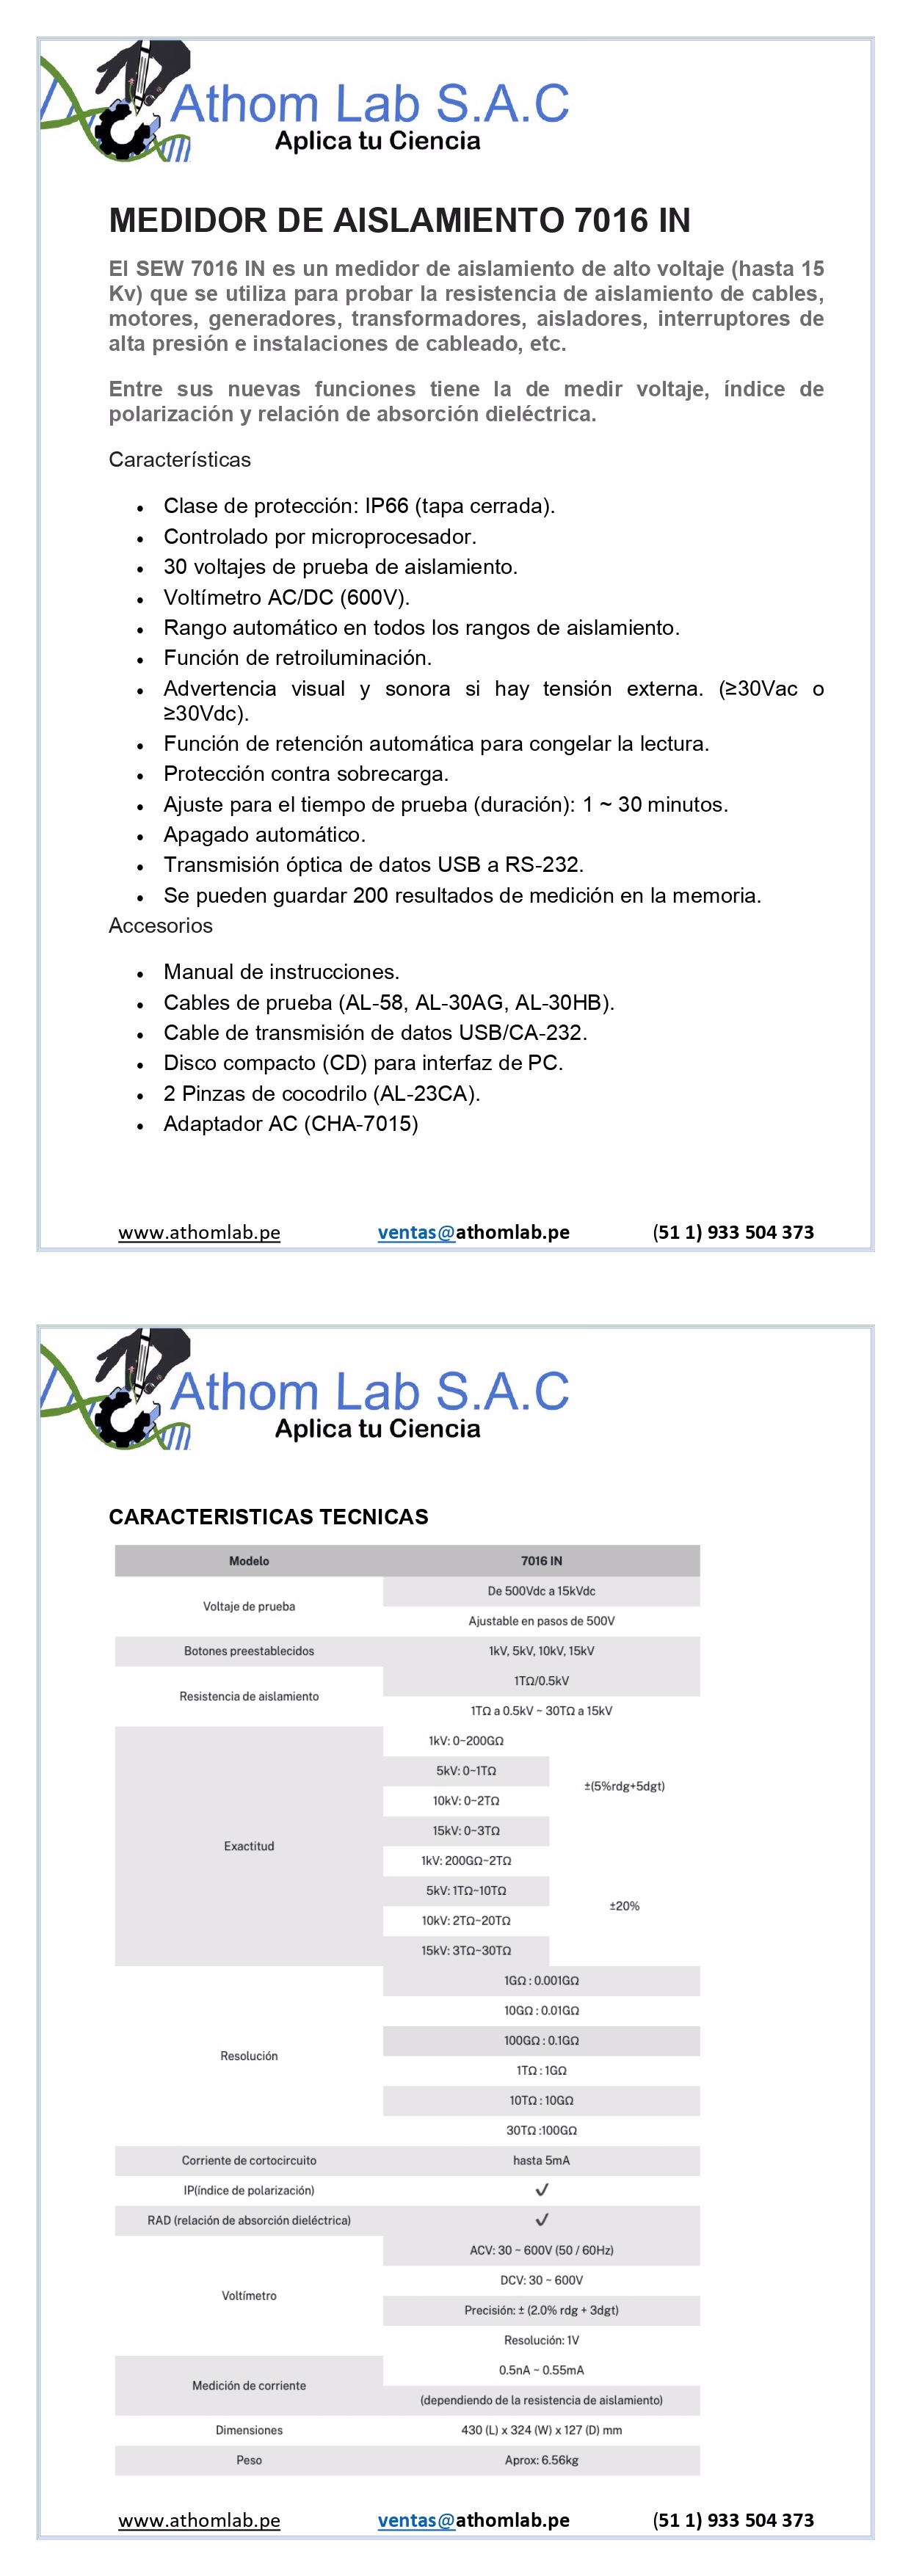 Athom Lab S.A.C
Aplica tu Ciencia
MEDIDOR DE AISLAMIENTO 7016 IN
El SEW 7016 IN es un medidor de aislamiento de alto voltaje (hasta 15
Kv) que se utiliza para probar la resistencia de aislamiento de cables,
motores, generadores, transformadores, aisladores, interruptores de
alta presión e instalaciones de cableado, etc.
Entre sus nuevas funciones tiene la de medir voltaje, índice de
polarización y relación de absorción dieléctrica.
Características
• Clase de protección: IP66 (tapa cerrada).
• Controlado por microprocesador.
• 30 voltajes de prueba de aislamiento.
• Voltímetro AC/DC (600V).
• Rango automático en todos los rangos de aislamiento.
• Función de retroiluminación.
• Advertencia visual y sonora si hay tensión externa. (≥30Vac o
≥30Vdc).
• Función de retención automática para congelar la lectura.
• Protección contra sobrecarga.
• Ajuste para el tiempo de prueba (duración): 1 ~ 30 minutos.
• Apagado automático.
• Transmisión óptica de datos USB a RS-232.
• Se pueden guardar 200 resultados de medición en la memoria.
Accesorios
• Manual de instrucciones.
• Cables de prueba (AL-58, AL-30AG, AL-30HB).
• Cable de transmisión de datos USB/CA-232.
• Disco compacto (CD) para interfaz de PC.
• 2 Pinzas de cocodrilo (AL-23CA).
• Adaptador AC (CHA-7015)
www.athomlab.pe ventas@athomlab.pe (51 1) 933 504 373
Athom Lab S.A.C
Aplica tu Ciencia
CARACTERISTICAS TECNICAS
Modelo 7016 IN
Voltaje de prueba
De 500Vdc a 15kVdc
Ajustable en pasos de 500V
Botones preestablecidos 1kV, 5kV, 10kV, 15kV
Resistencia de aislamiento
1TΩ/0.5kV
1TΩ a 0.5kV ~ 30TΩ a 15kV
Exactitud
1kV: 0~200GΩ
5kV: 0~1TΩ
10kV: 0~2TΩ
15kV: 0~3TΩ
±(5%rdg+5dgt)
1kV: 200GΩ~2TΩ
5kV: 1TΩ~10TΩ
10kV: 2TΩ~20TΩ
15kV: 3TΩ~30TΩ
±20%
Resolución
1GΩ : 0.001GΩ
10GΩ : 0.01GΩ
100GΩ : 0.1GΩ
1TΩ : 1GΩ
10TΩ : 10GΩ
30TΩ :100GΩ
Corriente de cortocircuito hasta 5mA
IP(índice de polarización) ✓
RAD (relación de absorción dieléctrica) ✓
Voltímetro
ACV: 30 ~ 600V (50 / 60Hz)
DCV: 30 ~ 600V
Precisión: ± (2.0% rdg + 3dgt)
Resolución: 1V
Medición de corriente
0.5nA ~ 0.55mA
(dependiendo de la resistencia de aislamiento)
Dimensiones 430 (L) x 324 (W) x 127 (D) mm
Peso Aprox: 6.56kg
www.athomlab.pe ventas@athomlab.pe (51 1) 933 504 373